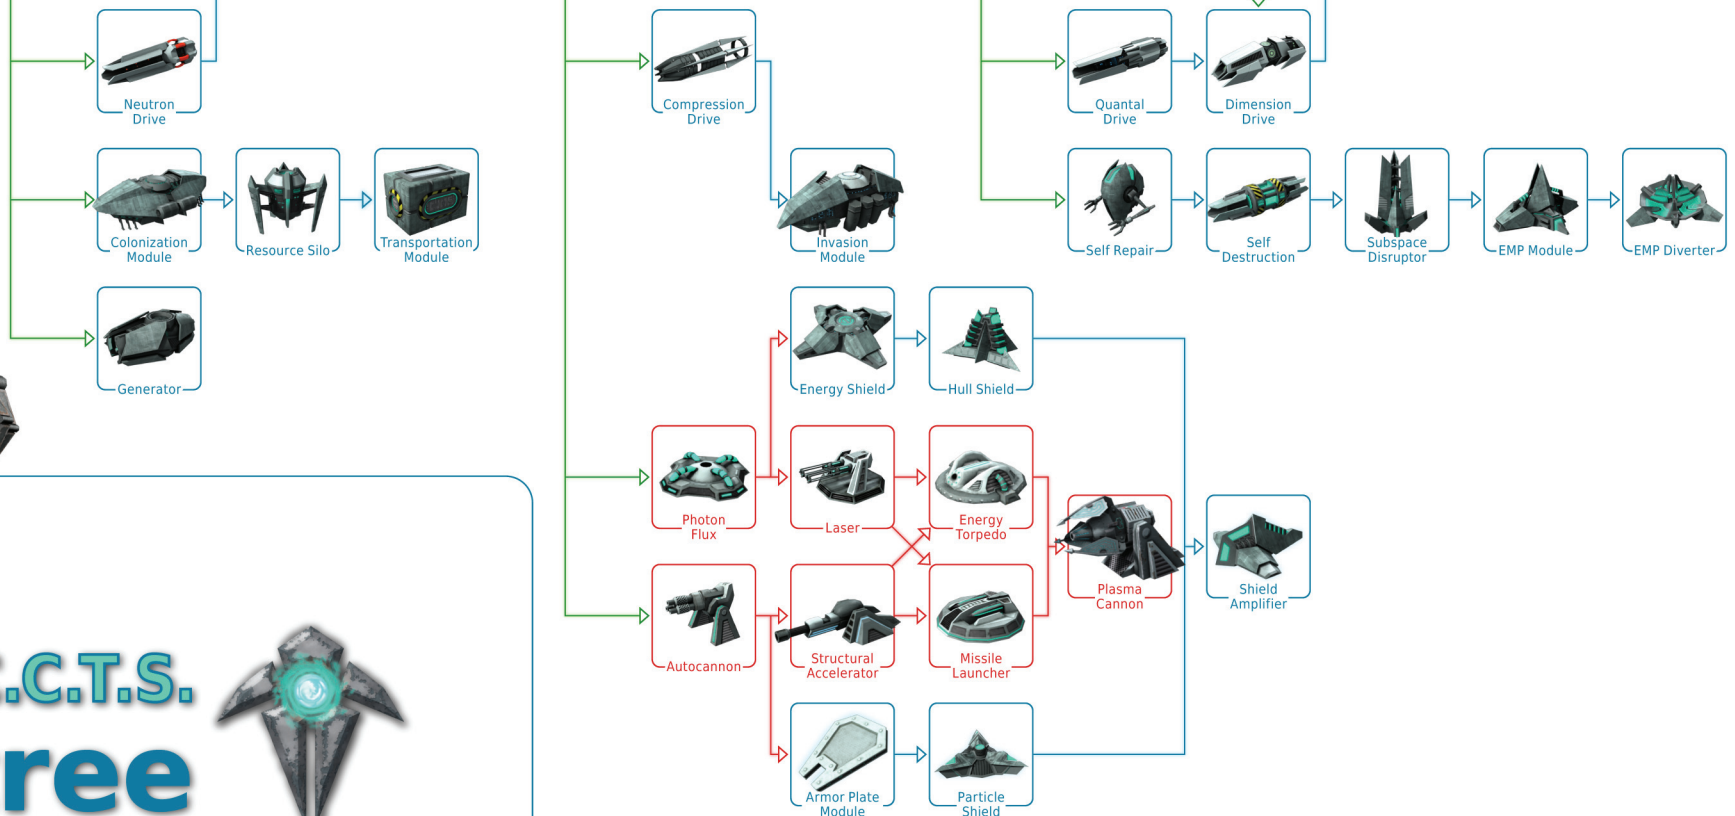 Neutron
Drive
Compression
Drive
Quantal
Drive
Dimension
Drive
Colonization
Module
Resource Silo
Transportation
Module
Invasion
Module
Self Repair
Self
Destruction
Subspace
Disruptor
EMP Module
EMP Diverter
Generator
Energy Shield
Hull Shield
Photon
Flux
Laser
Energy
Torpedo
Plasma
Cannon
Shield
Amplifier
Autocannon
Structural
Accelerator
Missile
Launcher
.C.T.S.
ree
Armor Plate
Module
Particle
Shield